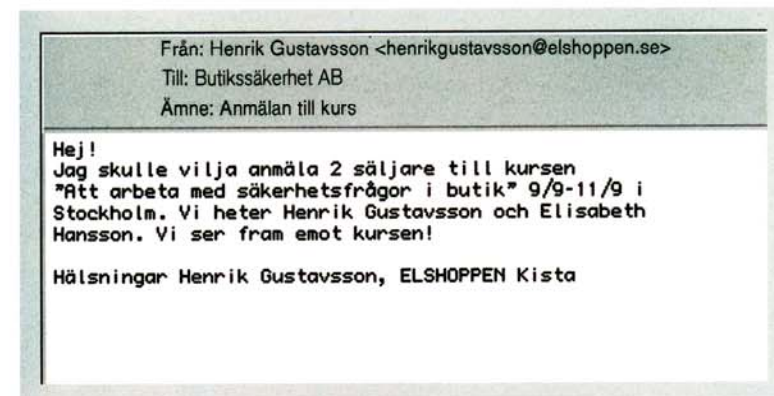 Från: Henrik Gustavsson <henrikgustavsson@elshoppen.se>
Till: Butikssäkerhet AB
Ämne: Anmälan till kurs
Hej!
Jag skulle vilja anmäla 2 säljare till kursen
"Att arbeta med säkerhetsfrågor i butik" 9/9-11/9 i
Stockholm. Vi heter Henrik Gustavsson och Elisabeth
Hansson. Vi ser fram emot kursen!
Hälsningar Henrik Gustavsson, ELSHOPPEN Kista